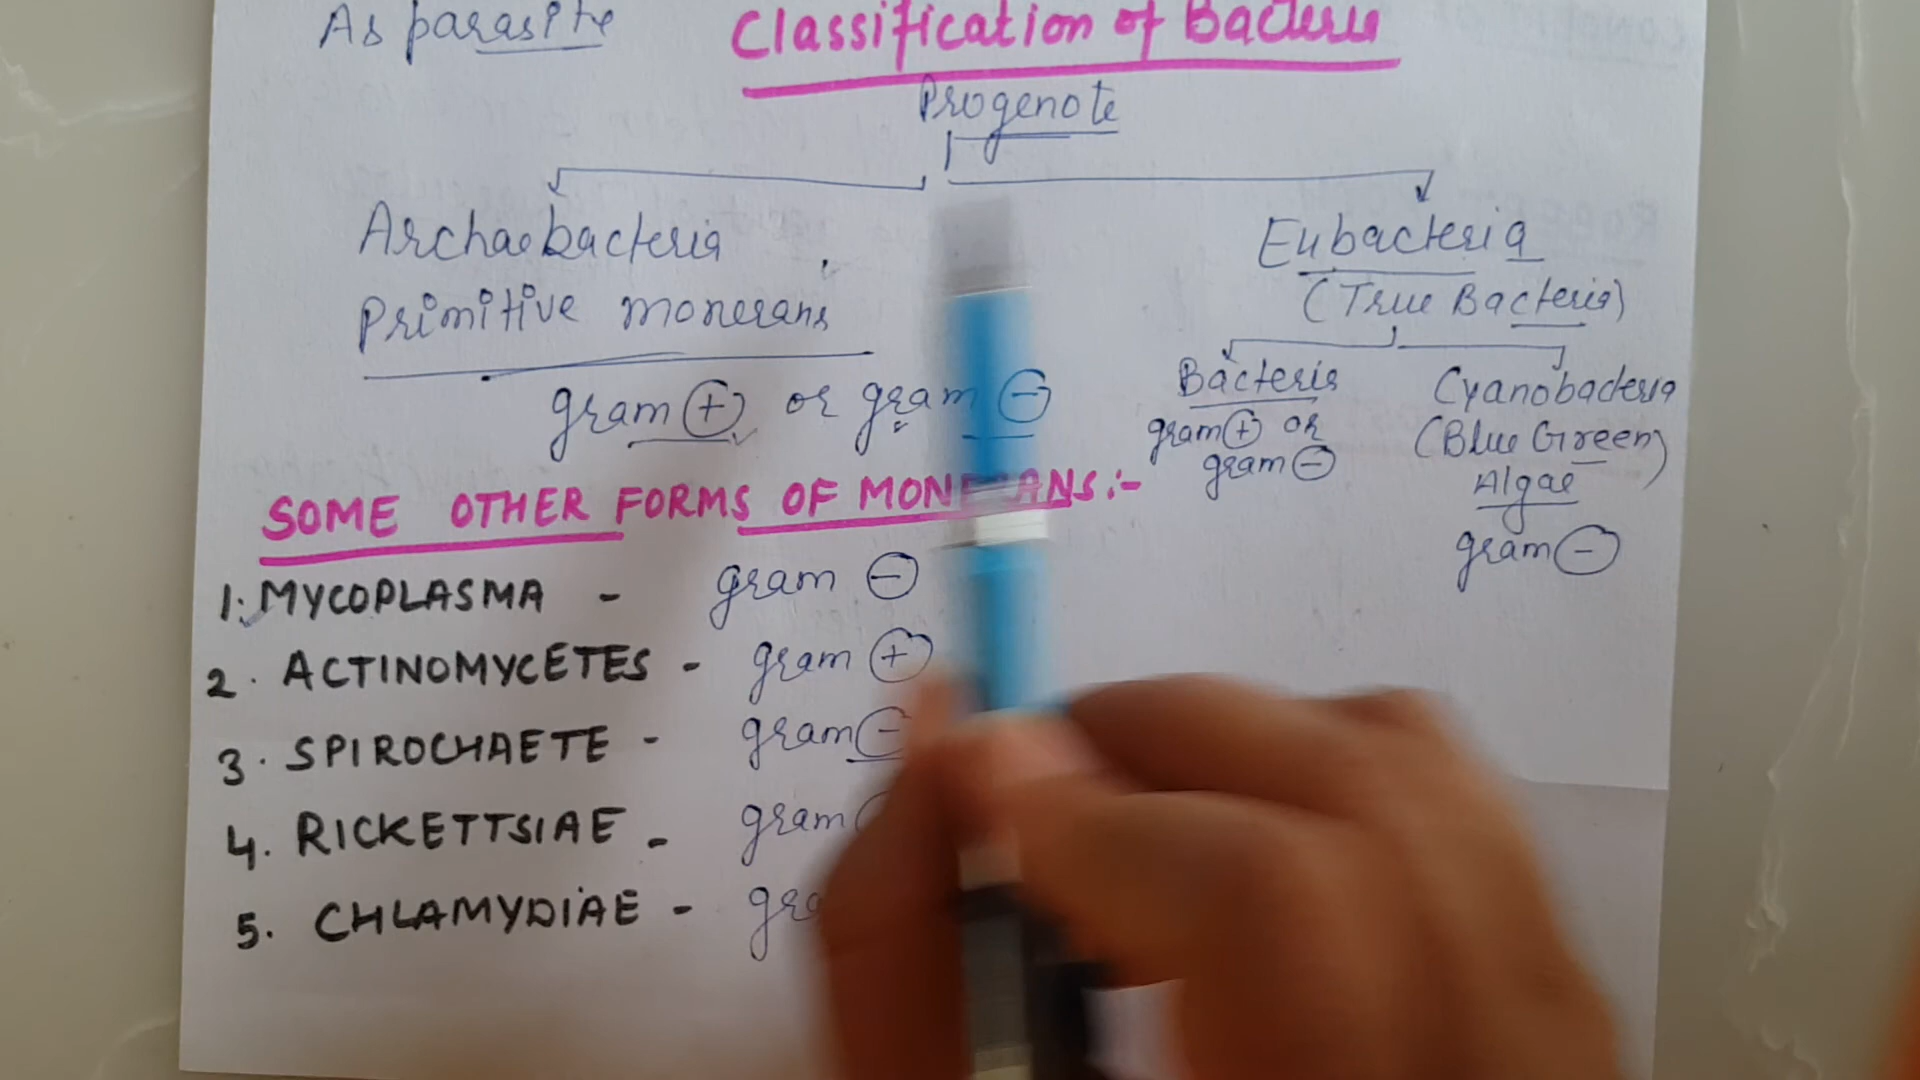 As parasite
Classification of Bacteria
Progenote
Archaebacteria
Primitive monerans
gram (+) or gram (-)
Eubacteria
(True Bacteria)
Bacteria
gram (+) or
gram (-)
Cyanobacteria
(Blue Green)
Algae
gram (-)
SOME OTHER FORMS OF MONERANS:-
1. MYCOPLASMA - gram (-)
2. ACTINOMYCETES - gram (+)
3. SPIROCHAETE - gram (-)
4. RICKETTSIAE - gram
5. CHLAMYDIAE -